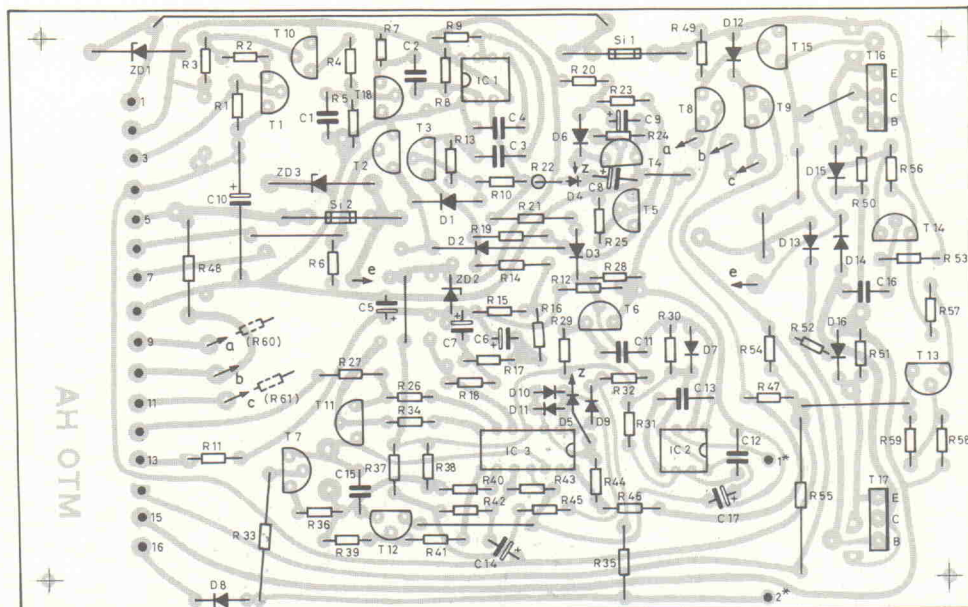 R9
R7
T10
R2
R4
C2
R3
ZD1
R8
IC1
Si 1
R49
D12
T15
T16
R20
E
C
B
R1
R5
T18
C1
T1
1
R23
C9
T8
T9
C4
R24
D6
a
b
c
T4
3
T2
T3
R13
C3
ZD3
R10
R22
Z
D4
C8
D15
R50
R56
C10
Si 2
D1
R21
T5
5
R19
R25
D2
D3
T14
R48
R6
e
ZD2
R14
R12
R28
D13
D14
R53
7
e
C16
C5
R15
R16
R29
T6
R30
R57
C7
C6
R17
C11
D7
R54
R52
D16
R51
9
a
(R60)
T13
b
R27
R18
Z
R32
c
(R61)
11
R26
D10
D11
D5
D9
C13
R47
T11
R34
R31
R59
R58
IC 3
IC 2
C12
13
R11
T7
R37
R38
1*
C15
R40
R43
R44
R42
R45
R46
C17
R55
T17
E
C
B
MTOHA
15
R36
R33
R39
T12
R41
C14
R35
16
D8
2*